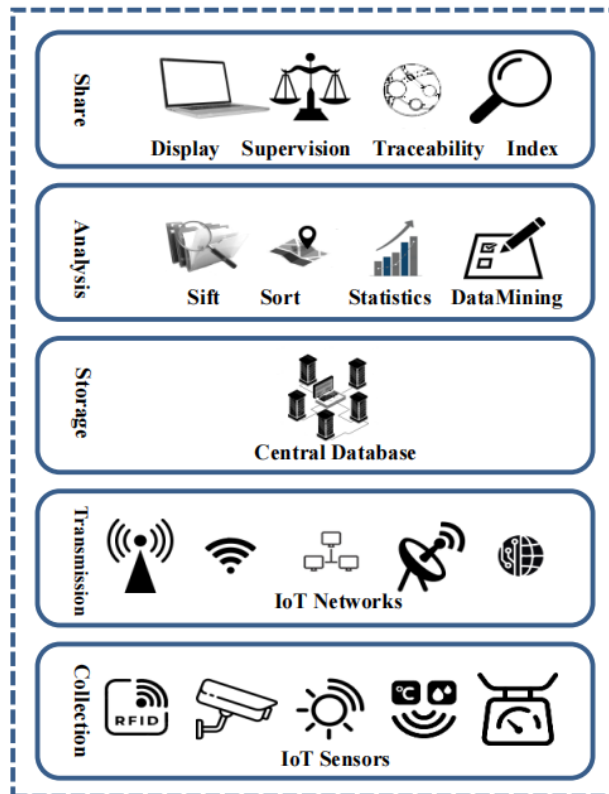 Share
Display Supervision Traceability Index
Analysis
Sift Sort Statistics DataMining
Storage
Central Database
Transmission
IoT Networks
Collection
RFID
°C
IoT Sensors